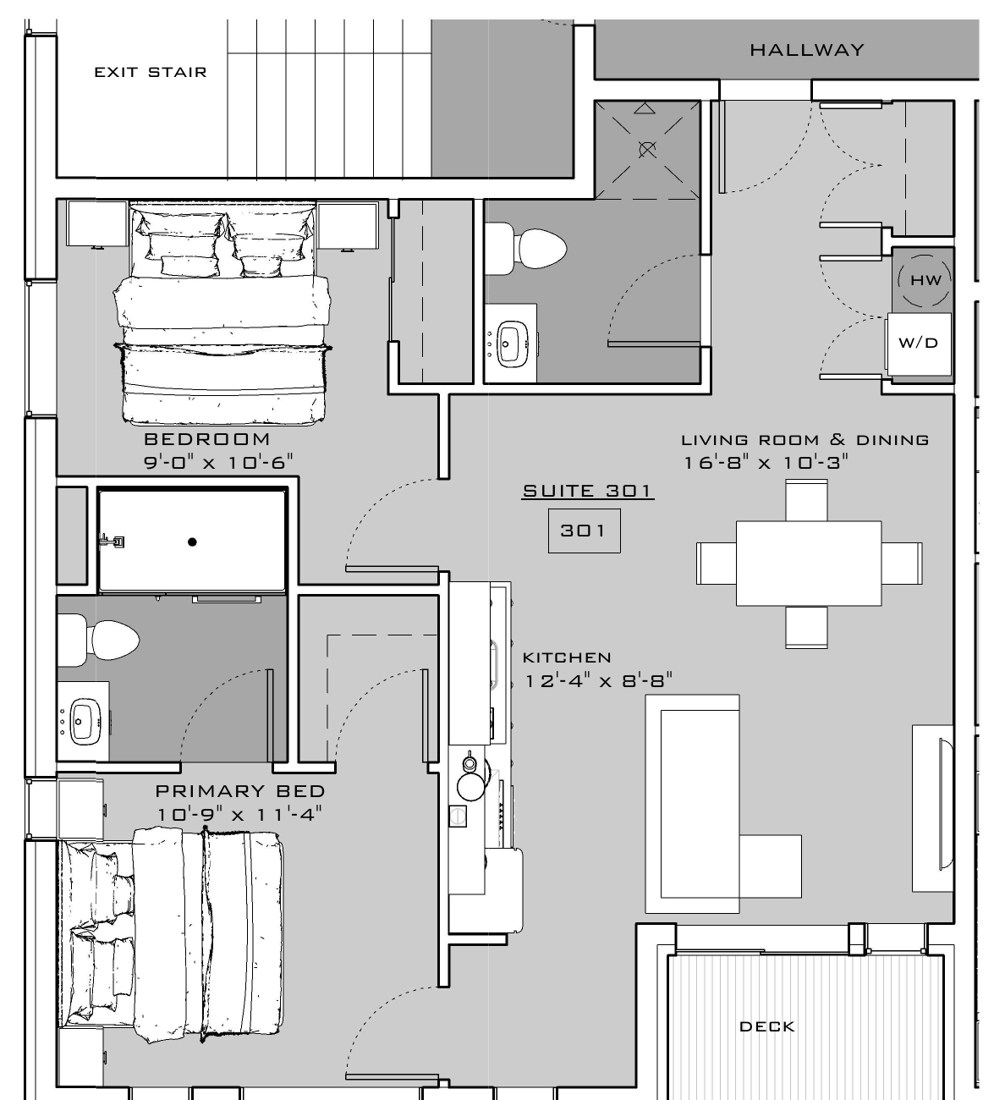 HALLWAY
EXIT STAIR
HW
W/D
BEDROOM
9'-0" x 10'-6"
LIVING ROOM & DINING
16'-8" x 10'-3"
SUITE 301
301
KITCHEN
12'-4" x 8'-8"
PRIMARY BED
10'-9" x 11'-4"
DECK